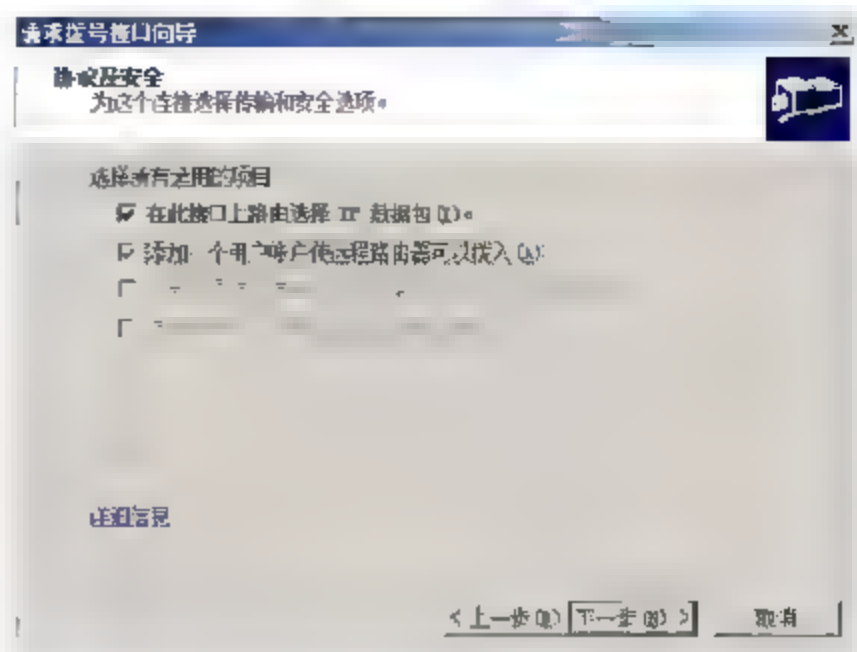 请求拨号接口向导
协议及安全
为这个连接选择传输和安全选项。
选择所有适用的项目
在此接口上路由选择 IP 数据包(I)。
添加一个用户帐户使远程路由器可以拨入(A)
详细信息
< 上一步(B)
下一步(N) >
取消